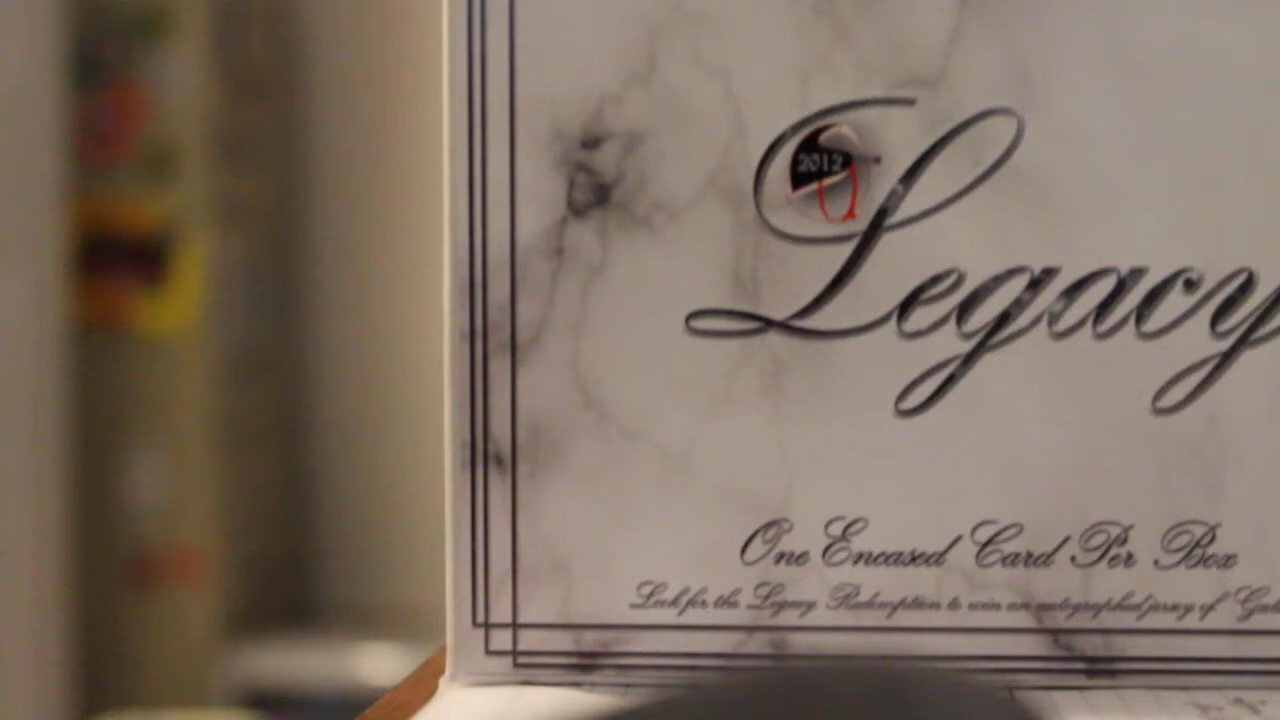 2012
Legacy
One Encased Card Per Box
Look for the Legacy Redemption to win an autographed jersey of